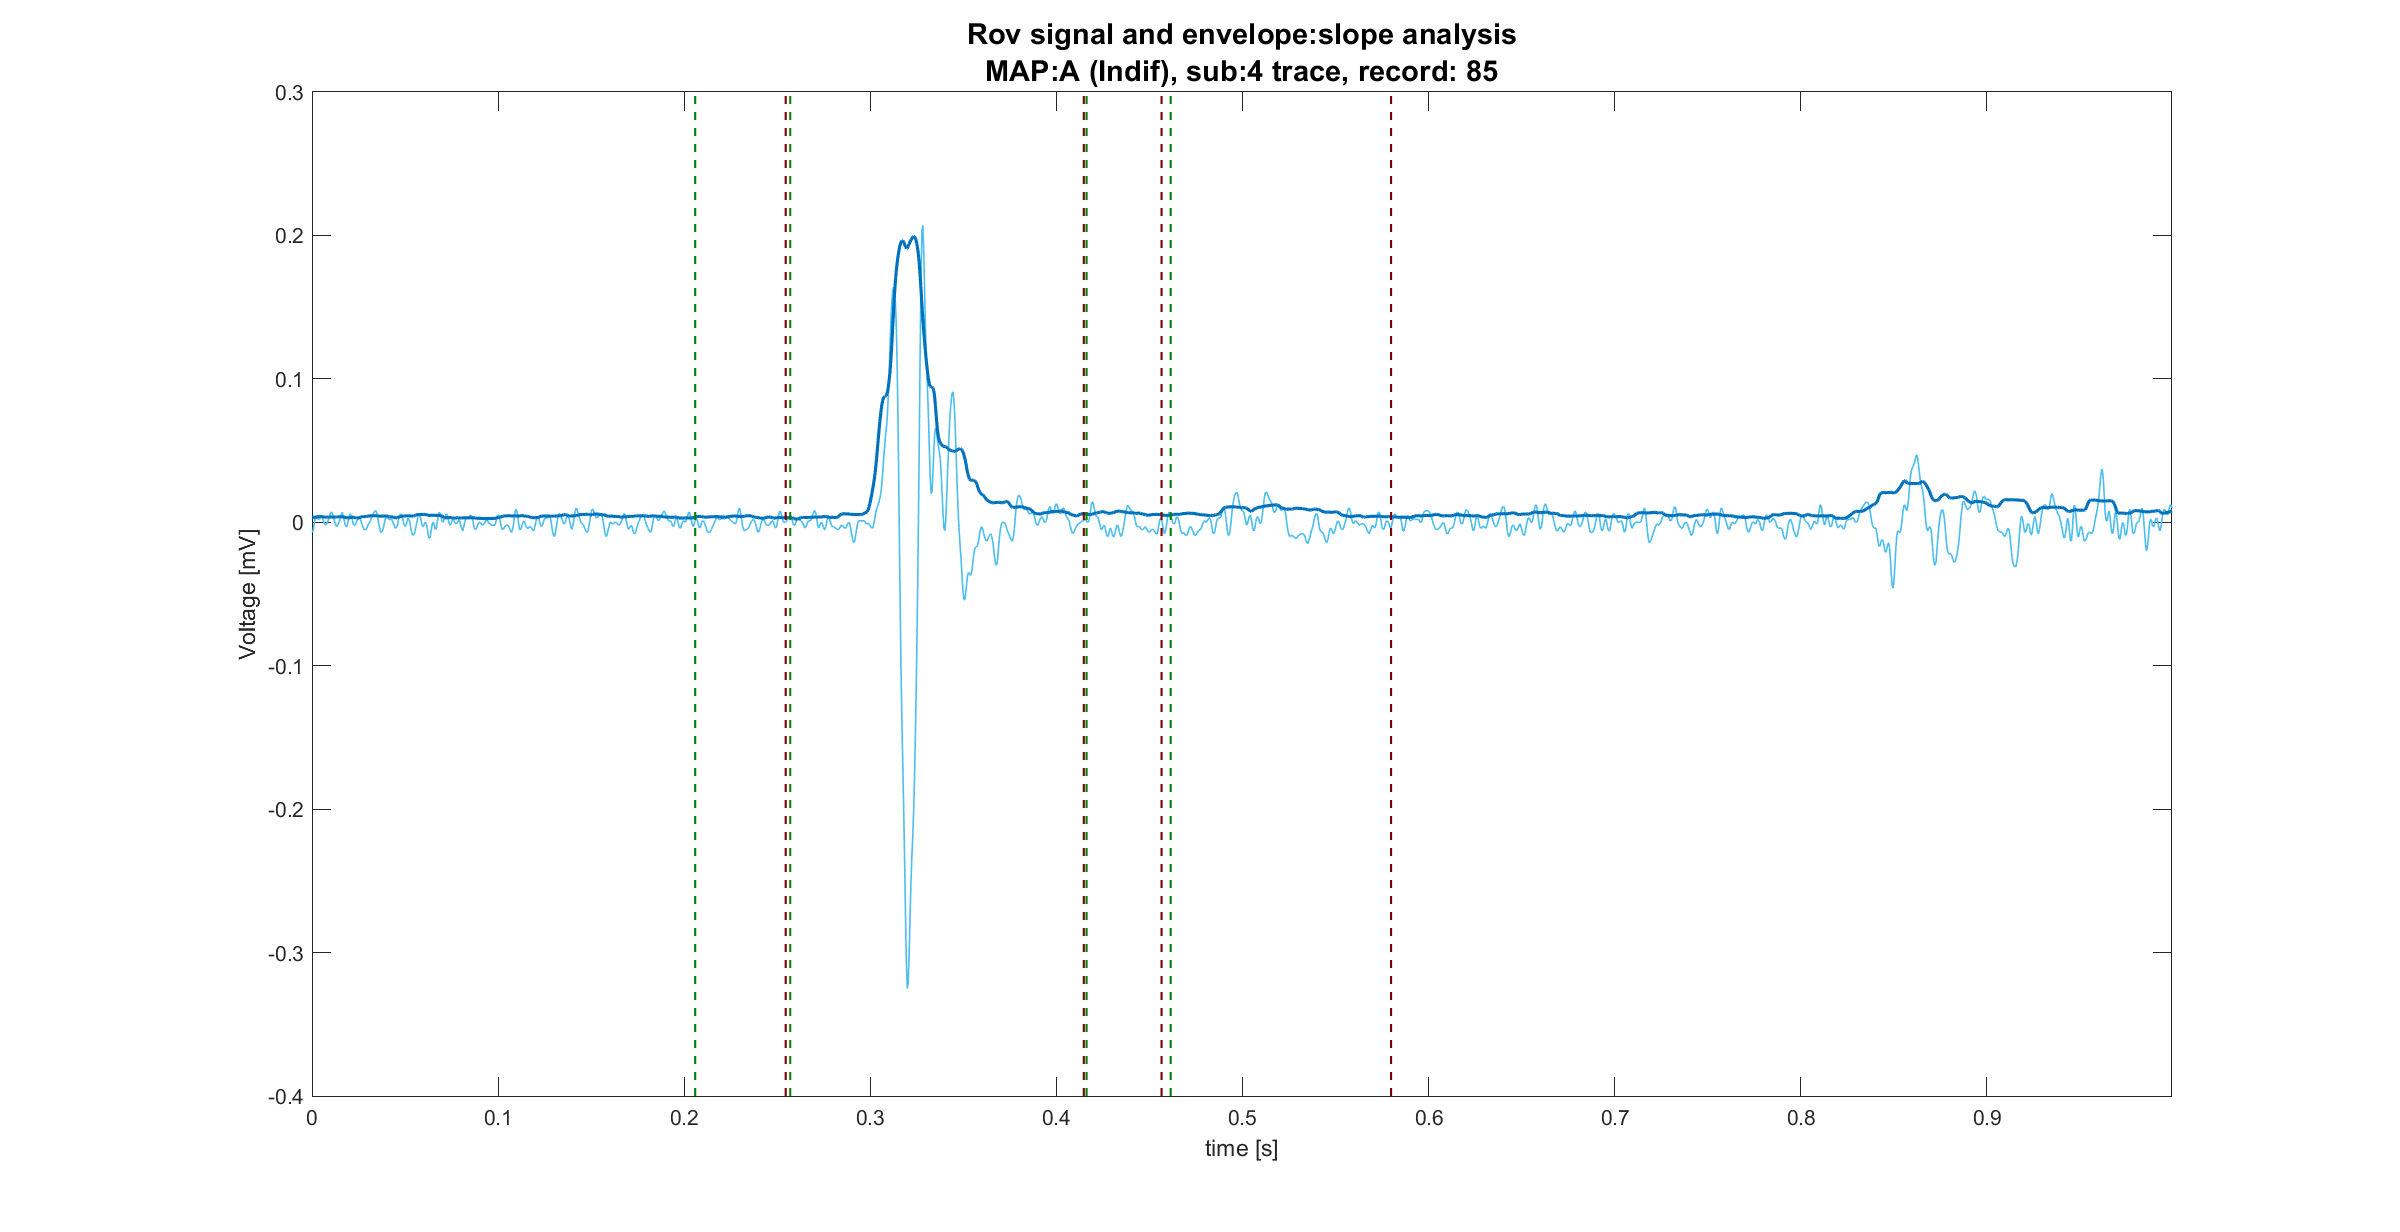 Rov signal and envelope:slope analysis
MAP:A (Indif), sub:4 trace, record: 85
0.3
0.2
0.1
0
-0.1
-0.2
-0.3
-0.4
Voltage [mV]
0 0.1 0.2 0.3 0.4 0.5 0.6 0.7 0.8 0.9
time [s]